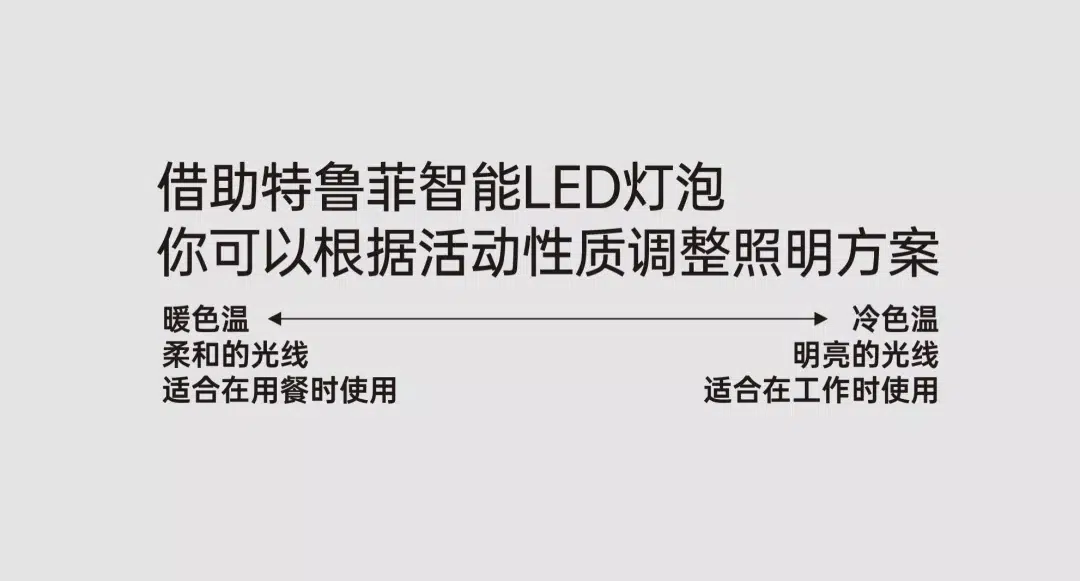 借助特鲁菲智能LED灯泡
你可以根据活动性质调整照明方案
暖色温
柔和的光线
适合在用餐时使用
冷色温
明亮的光线
适合在工作时使用